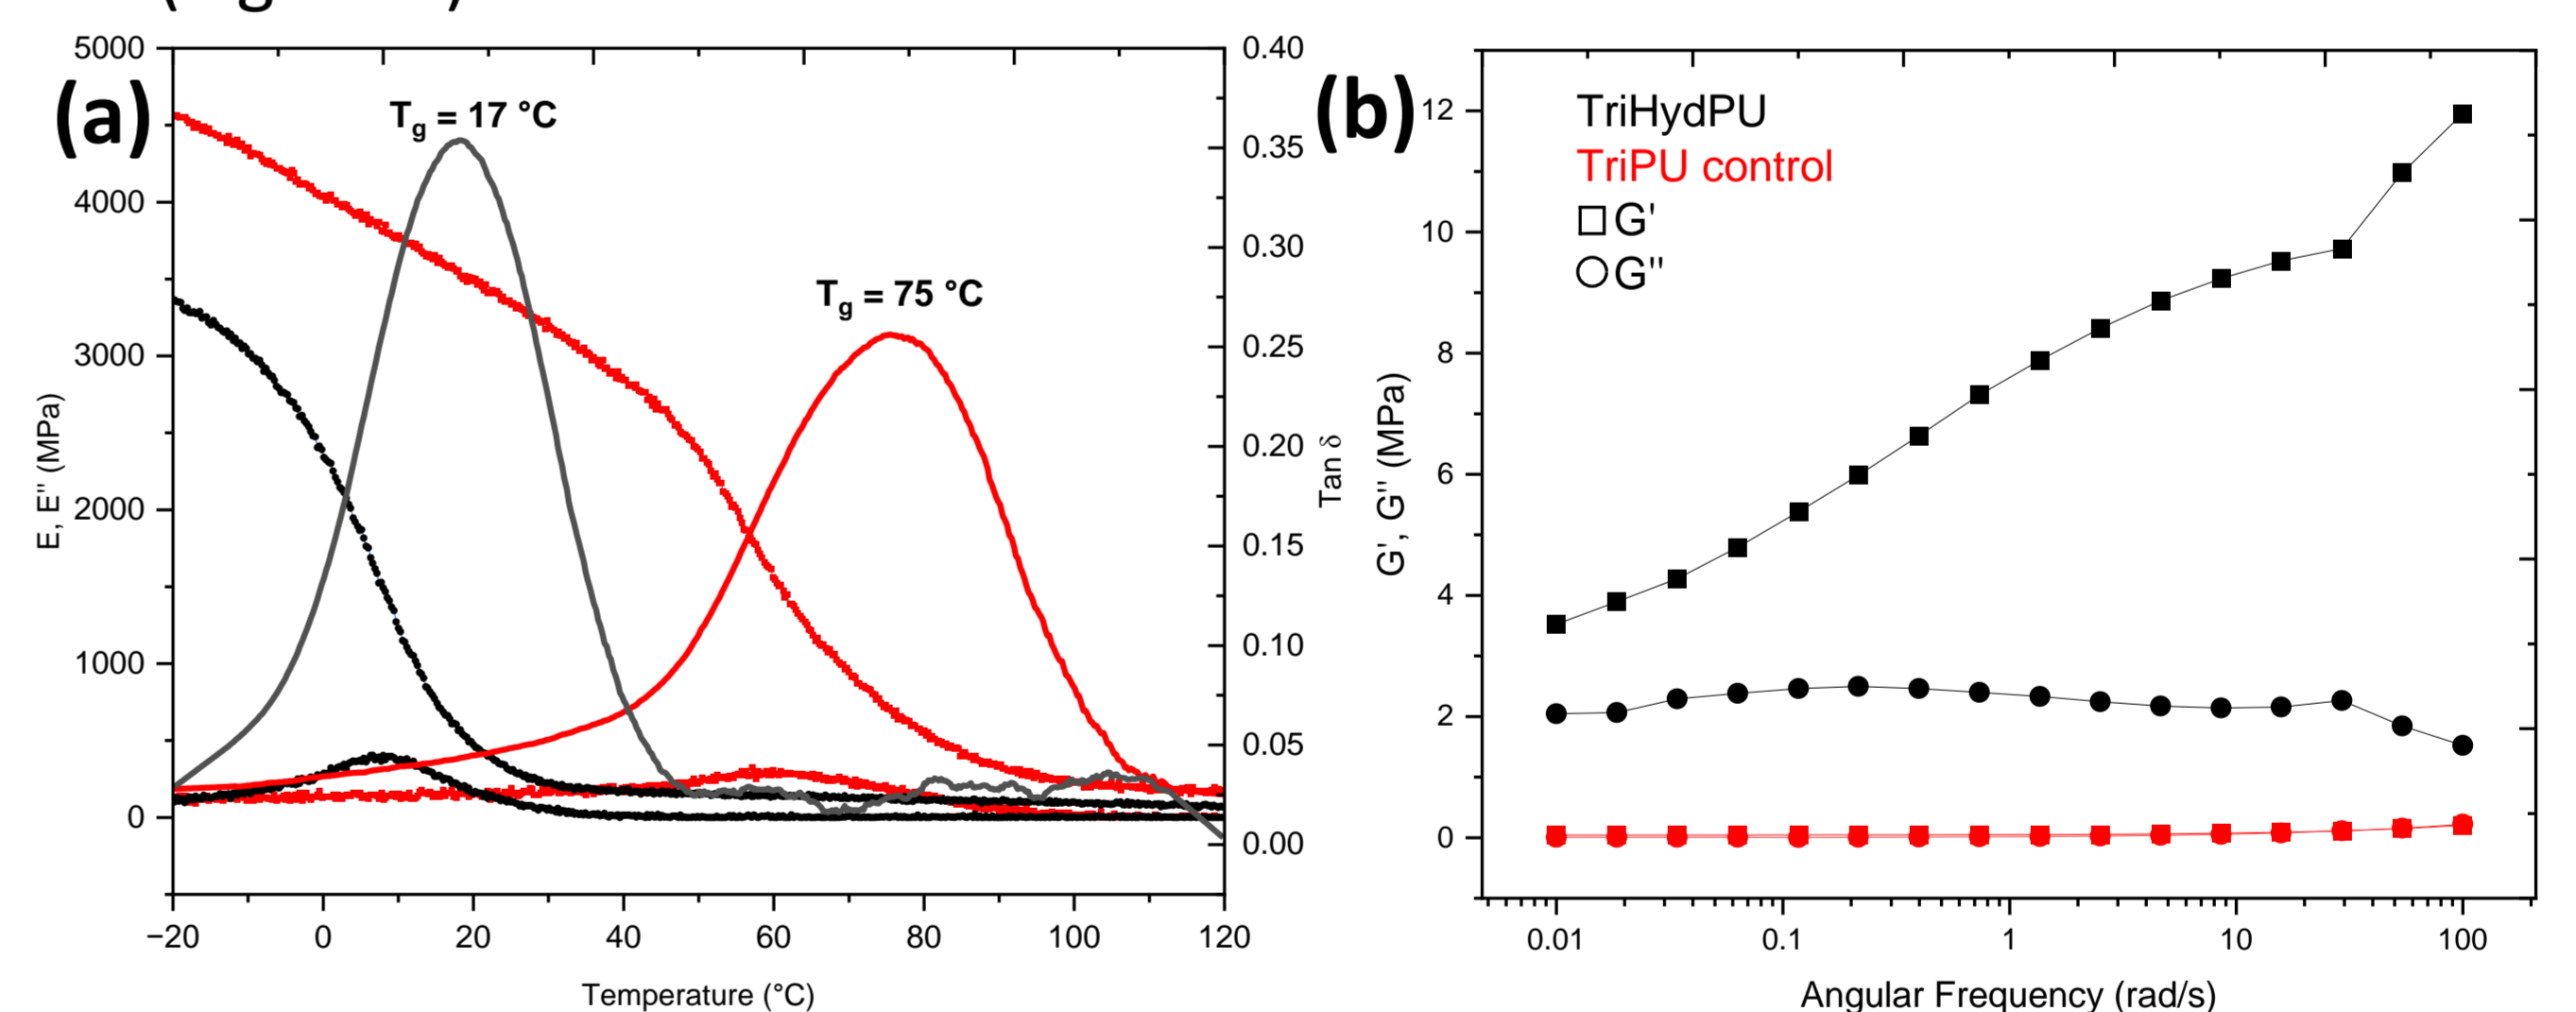 (a)
5000
4000
3000
2000
1000
0
E, E" (MPa)
T_g = 17 °C
T_g = 75 °C
0.40
0.35
0.30
0.25
0.20
0.15
0.10
0.05
0.00
Tan δ
−20 0 20 40 60 80 100 120
Temperature (°C)
(b)
12
10
8
6
4
2
0
G', G" (MPa)
TriHydPU
TriPU control
G'
G"
0.01 0.1 1 10 100
Angular Frequency (rad/s)